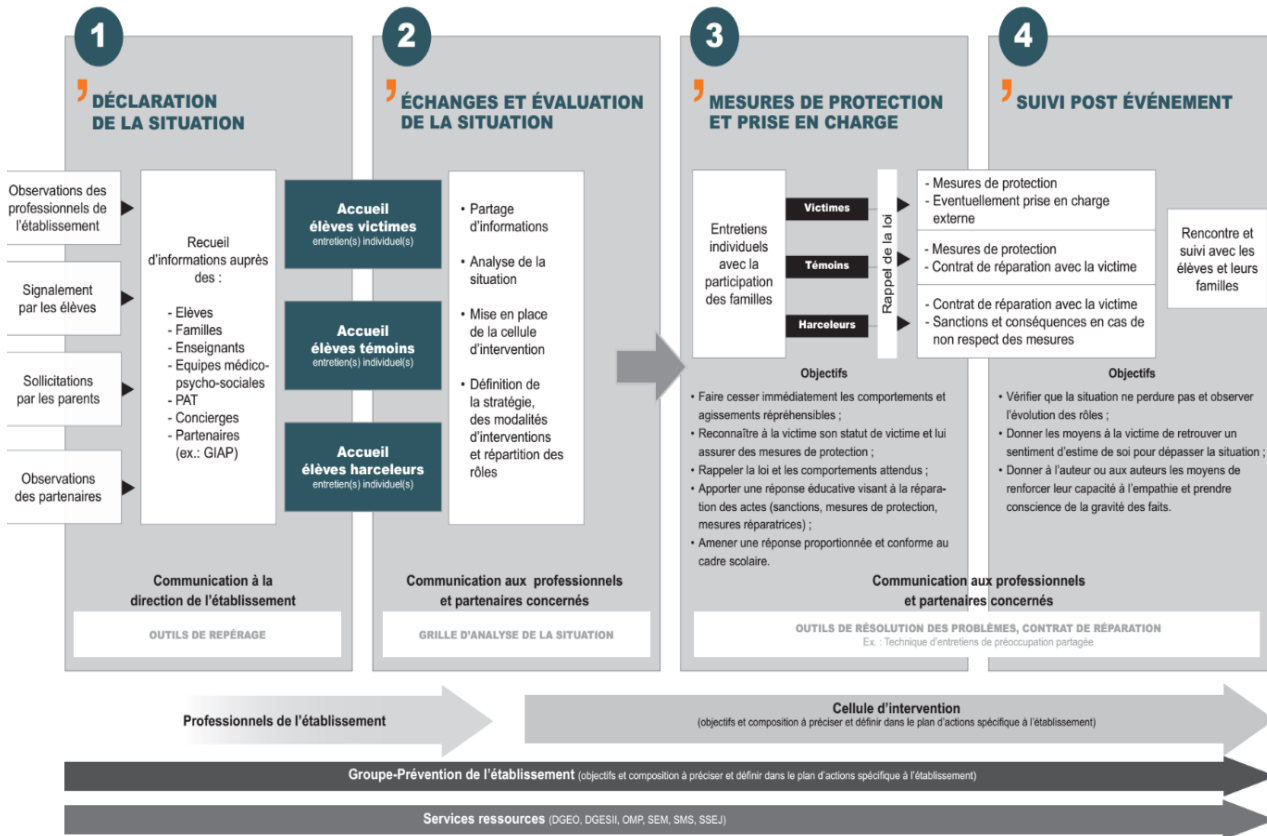 1
’DÉCLARATION
DE LA SITUATION
Observations des
professionnels de
l’établissement
Signalement
par les élèves
Sollicitations
par les parents
Observations
des partenaires
Recueil
d’informations auprès
des :
- Elèves
- Familles
- Enseignants
- Equipes médico-
psycho-sociales
- PAT
- Concierges
- Partenaires
(ex.: GIAP)
Communication à la
direction de l’établissement
OUTILS DE REPÉRAGE
2
’ÉCHANGES ET ÉVALUATION
DE LA SITUATION
Accueil
élèves victimes
entretien(s) individuel(s)
Accueil
élèves témoins
entretien(s) individuel(s)
Accueil
élèves harceleurs
entretien(s) individuel(s)
• Partage
d’informations
• Analyse de la
situation
• Mise en place
de la cellule
d’intervention
• Définition de
la stratégie,
des modalités
d’interventions
et répartition des
rôles
Communication aux professionnels
et partenaires concernés
GRILLE D’ANALYSE DE LA SITUATION
3
’MESURES DE PROTECTION
ET PRISE EN CHARGE
Entretiens
individuels
avec la
participation
des familles
Victimes
Témoins
Harceleurs
Rappel de la loi
- Mesures de protection
- Eventuellement prise en charge
externe
- Mesures de protection
- Contrat de réparation avec la victime
- Contrat de réparation avec la victime
- Sanctions et conséquences en cas de
non respect des mesures
Objectifs
• Faire cesser immédiatement les comportements et
agissements répréhensibles ;
• Reconnaître à la victime son statut de victime et lui
assurer des mesures de protection ;
• Rappeler la loi et les comportements attendus ;
• Apporter une réponse éducative visant à la répara-
tion des actes (sanctions, mesures de protection,
mesures réparatrices) ;
• Amener une réponse proportionnée et conforme au
cadre scolaire.
4
’SUIVI POST ÉVÉNEMENT
Rencontre et
suivi avec les
élèves et leurs
familles
Objectifs
• Vérifier que la situation ne perdure pas et observer
l’évolution des rôles ;
• Donner les moyens à la victime de retrouver un
sentiment d’estime de soi pour dépasser la situation ;
• Donner à l’auteur ou aux auteurs les moyens de
renforcer leur capacité à l’empathie et prendre
conscience de la gravité des faits.
Communication aux professionnels
et partenaires concernés
OUTILS DE RÉSOLUTION DES PROBLÈMES, CONTRAT DE RÉPARATION
Ex. : Technique d’entretiens de préoccupation partagée
Professionnels de l’établissement
Cellule d’intervention
(objectifs et composition à préciser et définir dans le plan d’actions spécifique à l’établissement)
Groupe-Prévention de l’établissement (objectifs et composition à préciser et définir dans le plan d’actions spécifique à l’établissement)
Services ressources (DGEO, DGESII, OMP, SEM, SMS, SSEJ)